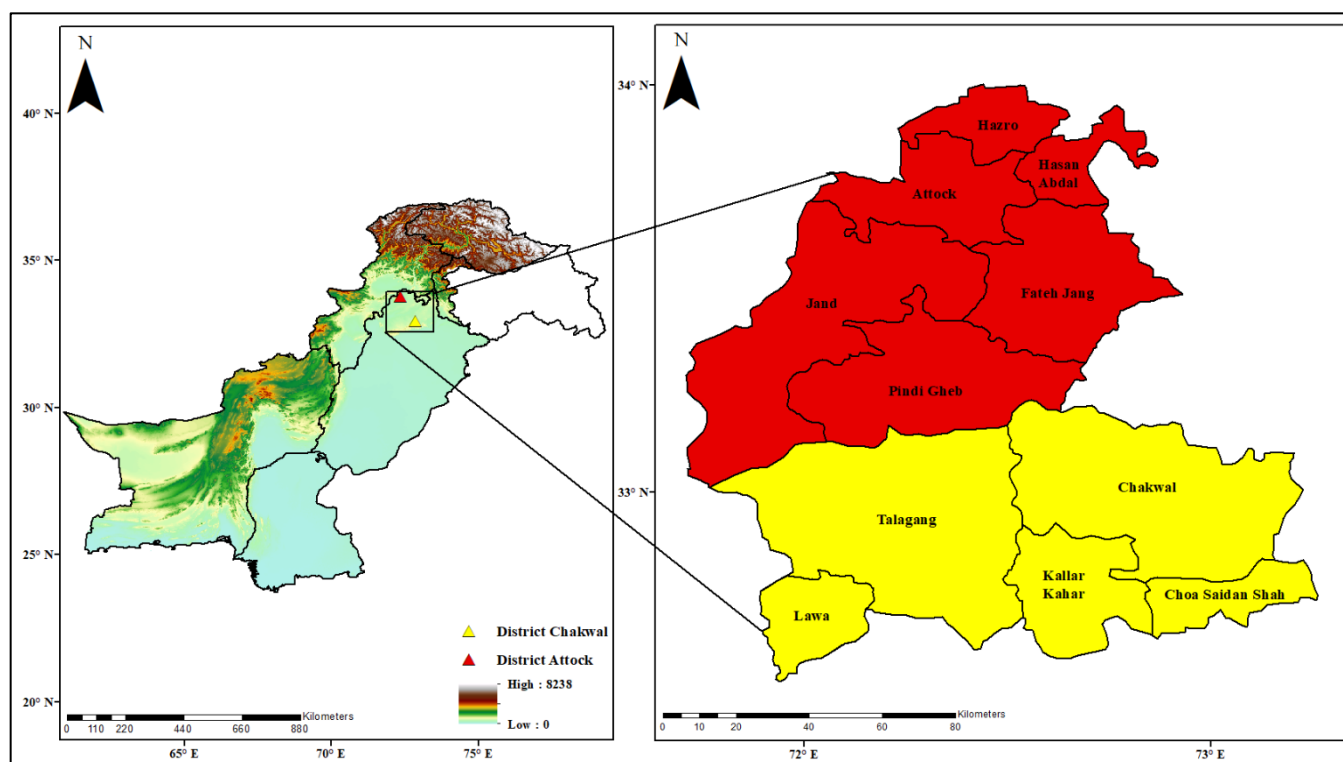 N
40° N
35° N
30° N
25° N
20° N
65° E
70° E
75° E
District Chakwal
District Attock
High : 8238
Low : 0
Kilometers
0 110 220 440 660 880
N
34° N
33° N
72° E
73° E
Hazro
Hasan
Abdai
Attock
Jand
Fateh Jang
Pindi Gheb
Chakwal
Talagang
Kallar
Kahar
Choa Saidan Shah
Lawa
Kilometers
0 10 20 40 60 80